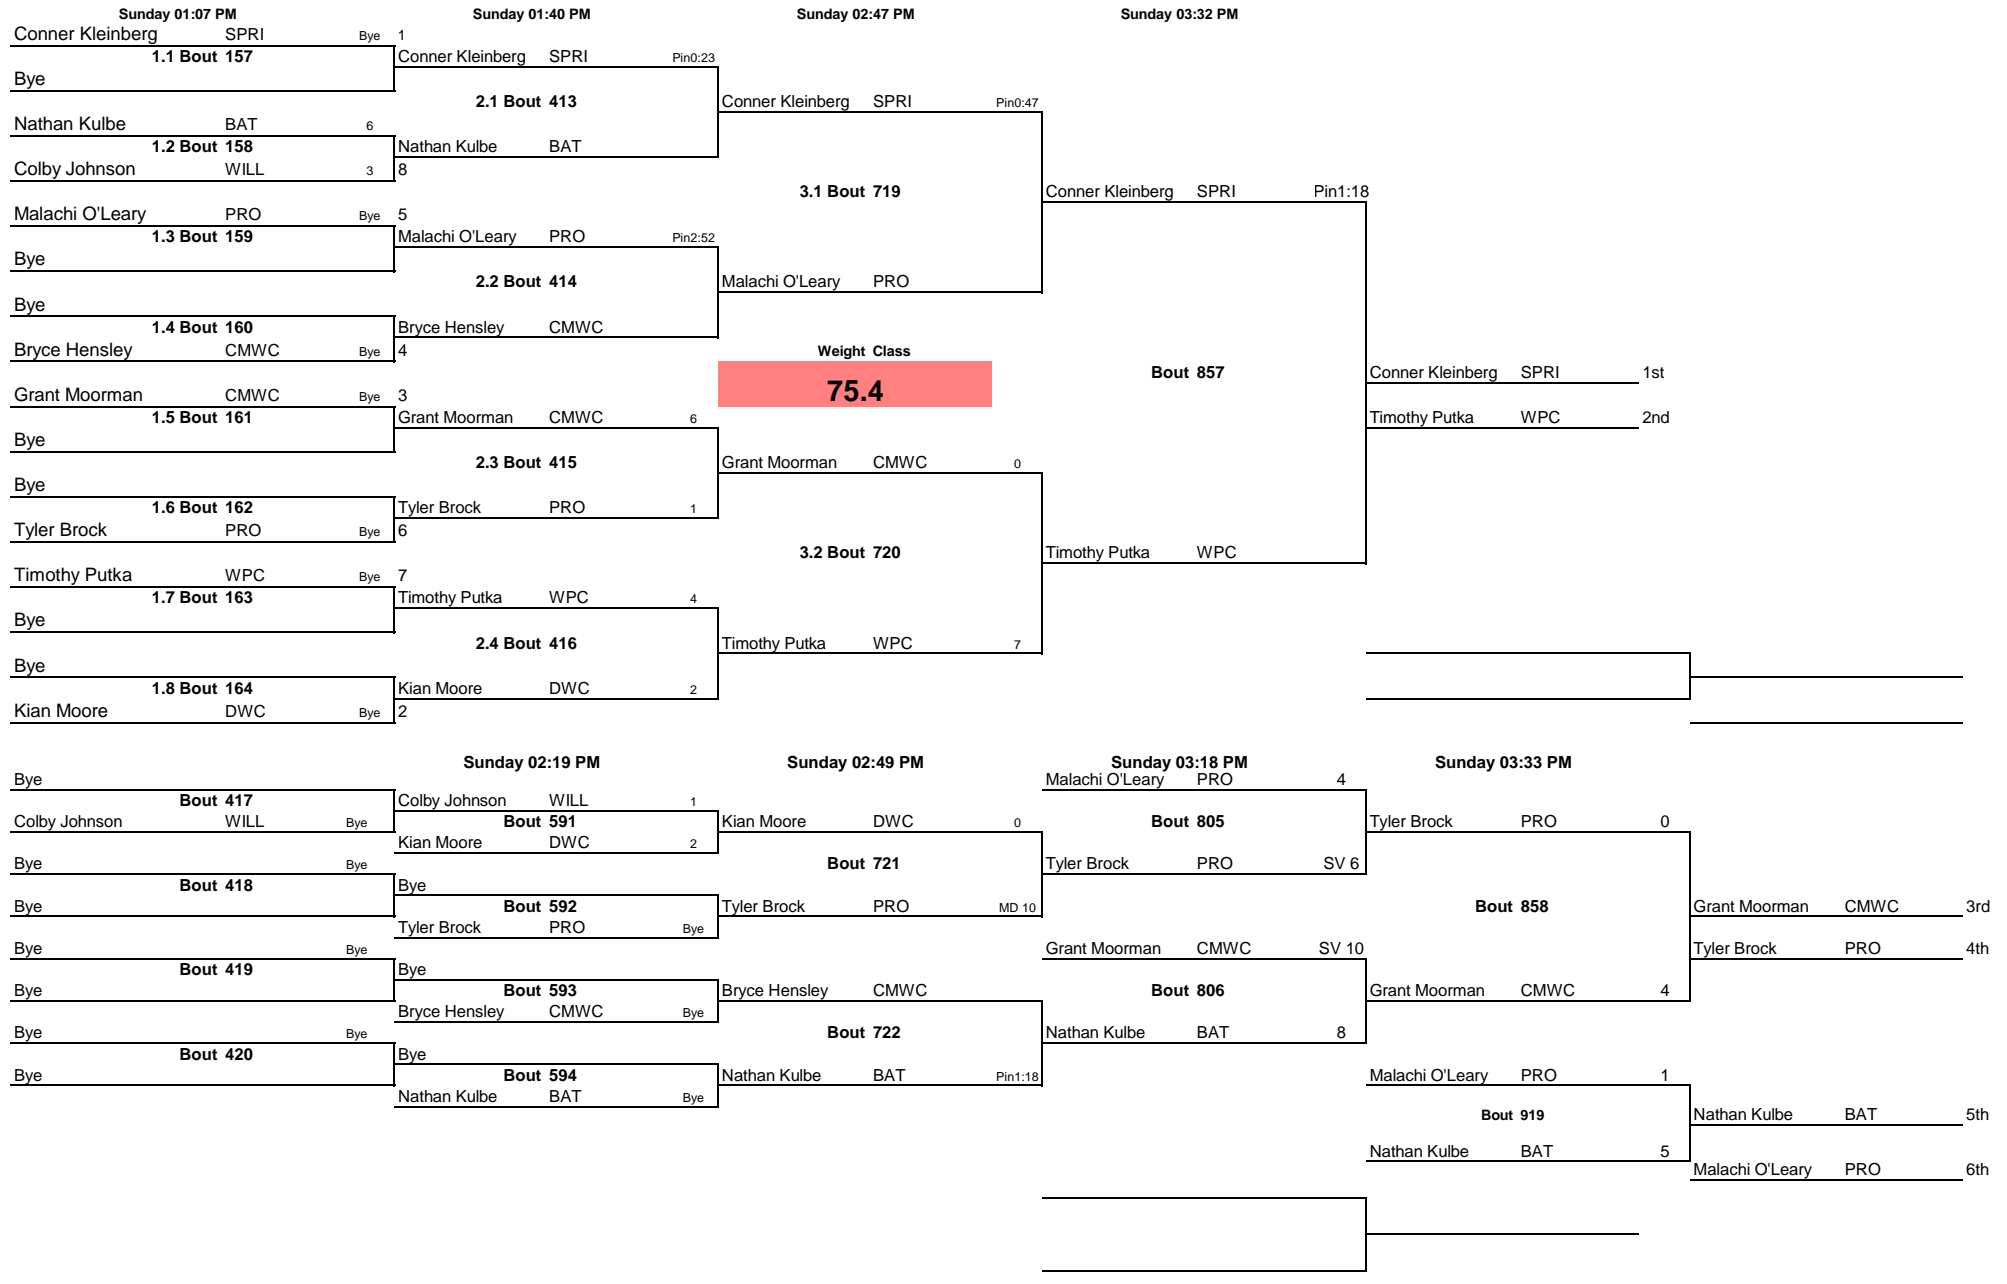 Sunday 01:07 PM Sunday 01:40 PM Sunday 02:47 PM Sunday 03:32 PM
Conner Kleinberg SPRI Bye 1
1.1 Bout 157 Conner Kleinberg SPRI Pin0:23
Bye
2.1 Bout 413 Conner Kleinberg SPRI Pin0:47
Nathan Kulbe BAT 6
1.2 Bout 158 Nathan Kulbe BAT
Colby Johnson WILL 3 8
3.1 Bout 719 Conner Kleinberg SPRI Pin1:18
Malachi O'Leary PRO Bye 5
1.3 Bout 159 Malachi O'Leary PRO Pin2:52
Bye
2.2 Bout 414 Malachi O'Leary PRO
Bye
1.4 Bout 160 Bryce Hensley CMWC
Bryce Hensley CMWC Bye 4 Weight Class
Bout 857 Conner Kleinberg SPRI 1st
75.4
Grant Moorman CMWC Bye 3
1.5 Bout 161 Grant Moorman CMWC 6 Timothy Putka WPC 2nd
Bye
2.3 Bout 415 Grant Moorman CMWC 0
Bye
1.6 Bout 162 Tyler Brock PRO 1
Tyler Brock PRO Bye 6
3.2 Bout 720 Timothy Putka WPC
Timothy Putka WPC Bye 7
1.7 Bout 163 Timothy Putka WPC 4
Bye
2.4 Bout 416 Timothy Putka WPC 7
Bye
1.8 Bout 164 Kian Moore DWC 2
Kian Moore DWC Bye 2
Sunday 02:19 PM Sunday 02:49 PM Sunday 03:18 PM Sunday 03:33 PM
Bye Malachi O'Leary PRO 4
Bout 417 Colby Johnson WILL 1
Colby Johnson WILL Bye Bout 591 Kian Moore DWC 0 Bout 805 Tyler Brock PRO 0
Kian Moore DWC 2
Bye Bye Bout 721 Tyler Brock PRO SV 6
Bout 418 Bye
Bye Bout 592 Tyler Brock PRO MD 10 Bout 858 Grant Moorman CMWC 3rd
Tyler Brock PRO Bye
Bye Bye Grant Moorman CMWC SV 10 Tyler Brock PRO 4th
Bout 419 Bye
Bye Bout 593 Bryce Hensley CMWC Bout 806 Grant Moorman CMWC 4
Bryce Hensley CMWC Bye
Bye Bye Bout 722 Nathan Kulbe BAT 8
Bout 420 Bye
Bye Bout 594 Nathan Kulbe BAT Pin1:18 Malachi O'Leary PRO 1
Nathan Kulbe BAT Bye
Bout 919 Nathan Kulbe BAT 5th
Nathan Kulbe BAT 5
Malachi O'Leary PRO 6th